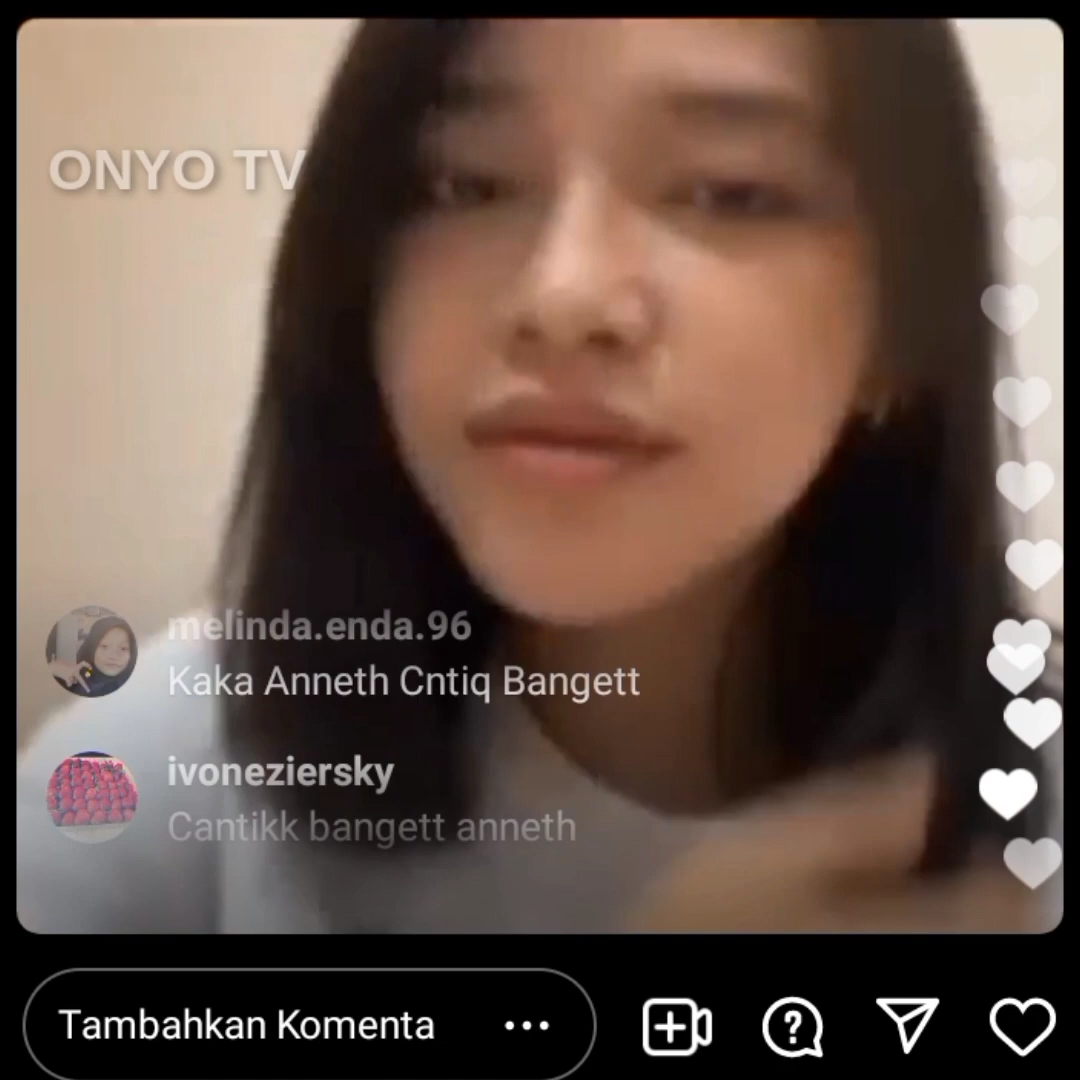 ONYO TV
melinda.enda.96
Kaka Anneth Cntiq Bangett
ivoneziersky
Cantikk bangett anneth
Tambahkan Komenta